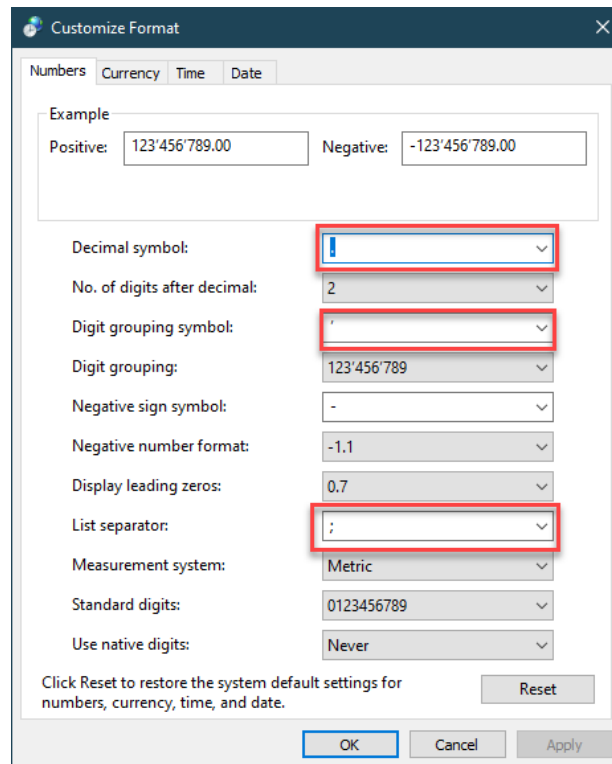 Customize Format
Numbers Currency Time Date
Example
Positive: 123’456’789.00 Negative: -123’456’789.00
Decimal symbol: .
No. of digits after decimal: 2
Digit grouping symbol: ’
Digit grouping: 123’456’789
Negative sign symbol: -
Negative number format: -1.1
Display leading zeros: 0.7
List separator: ;
Measurement system: Metric
Standard digits: 0123456789
Use native digits: Never
Click Reset to restore the system default settings for
numbers, currency, time, and date.
Reset
OK Cancel Apply